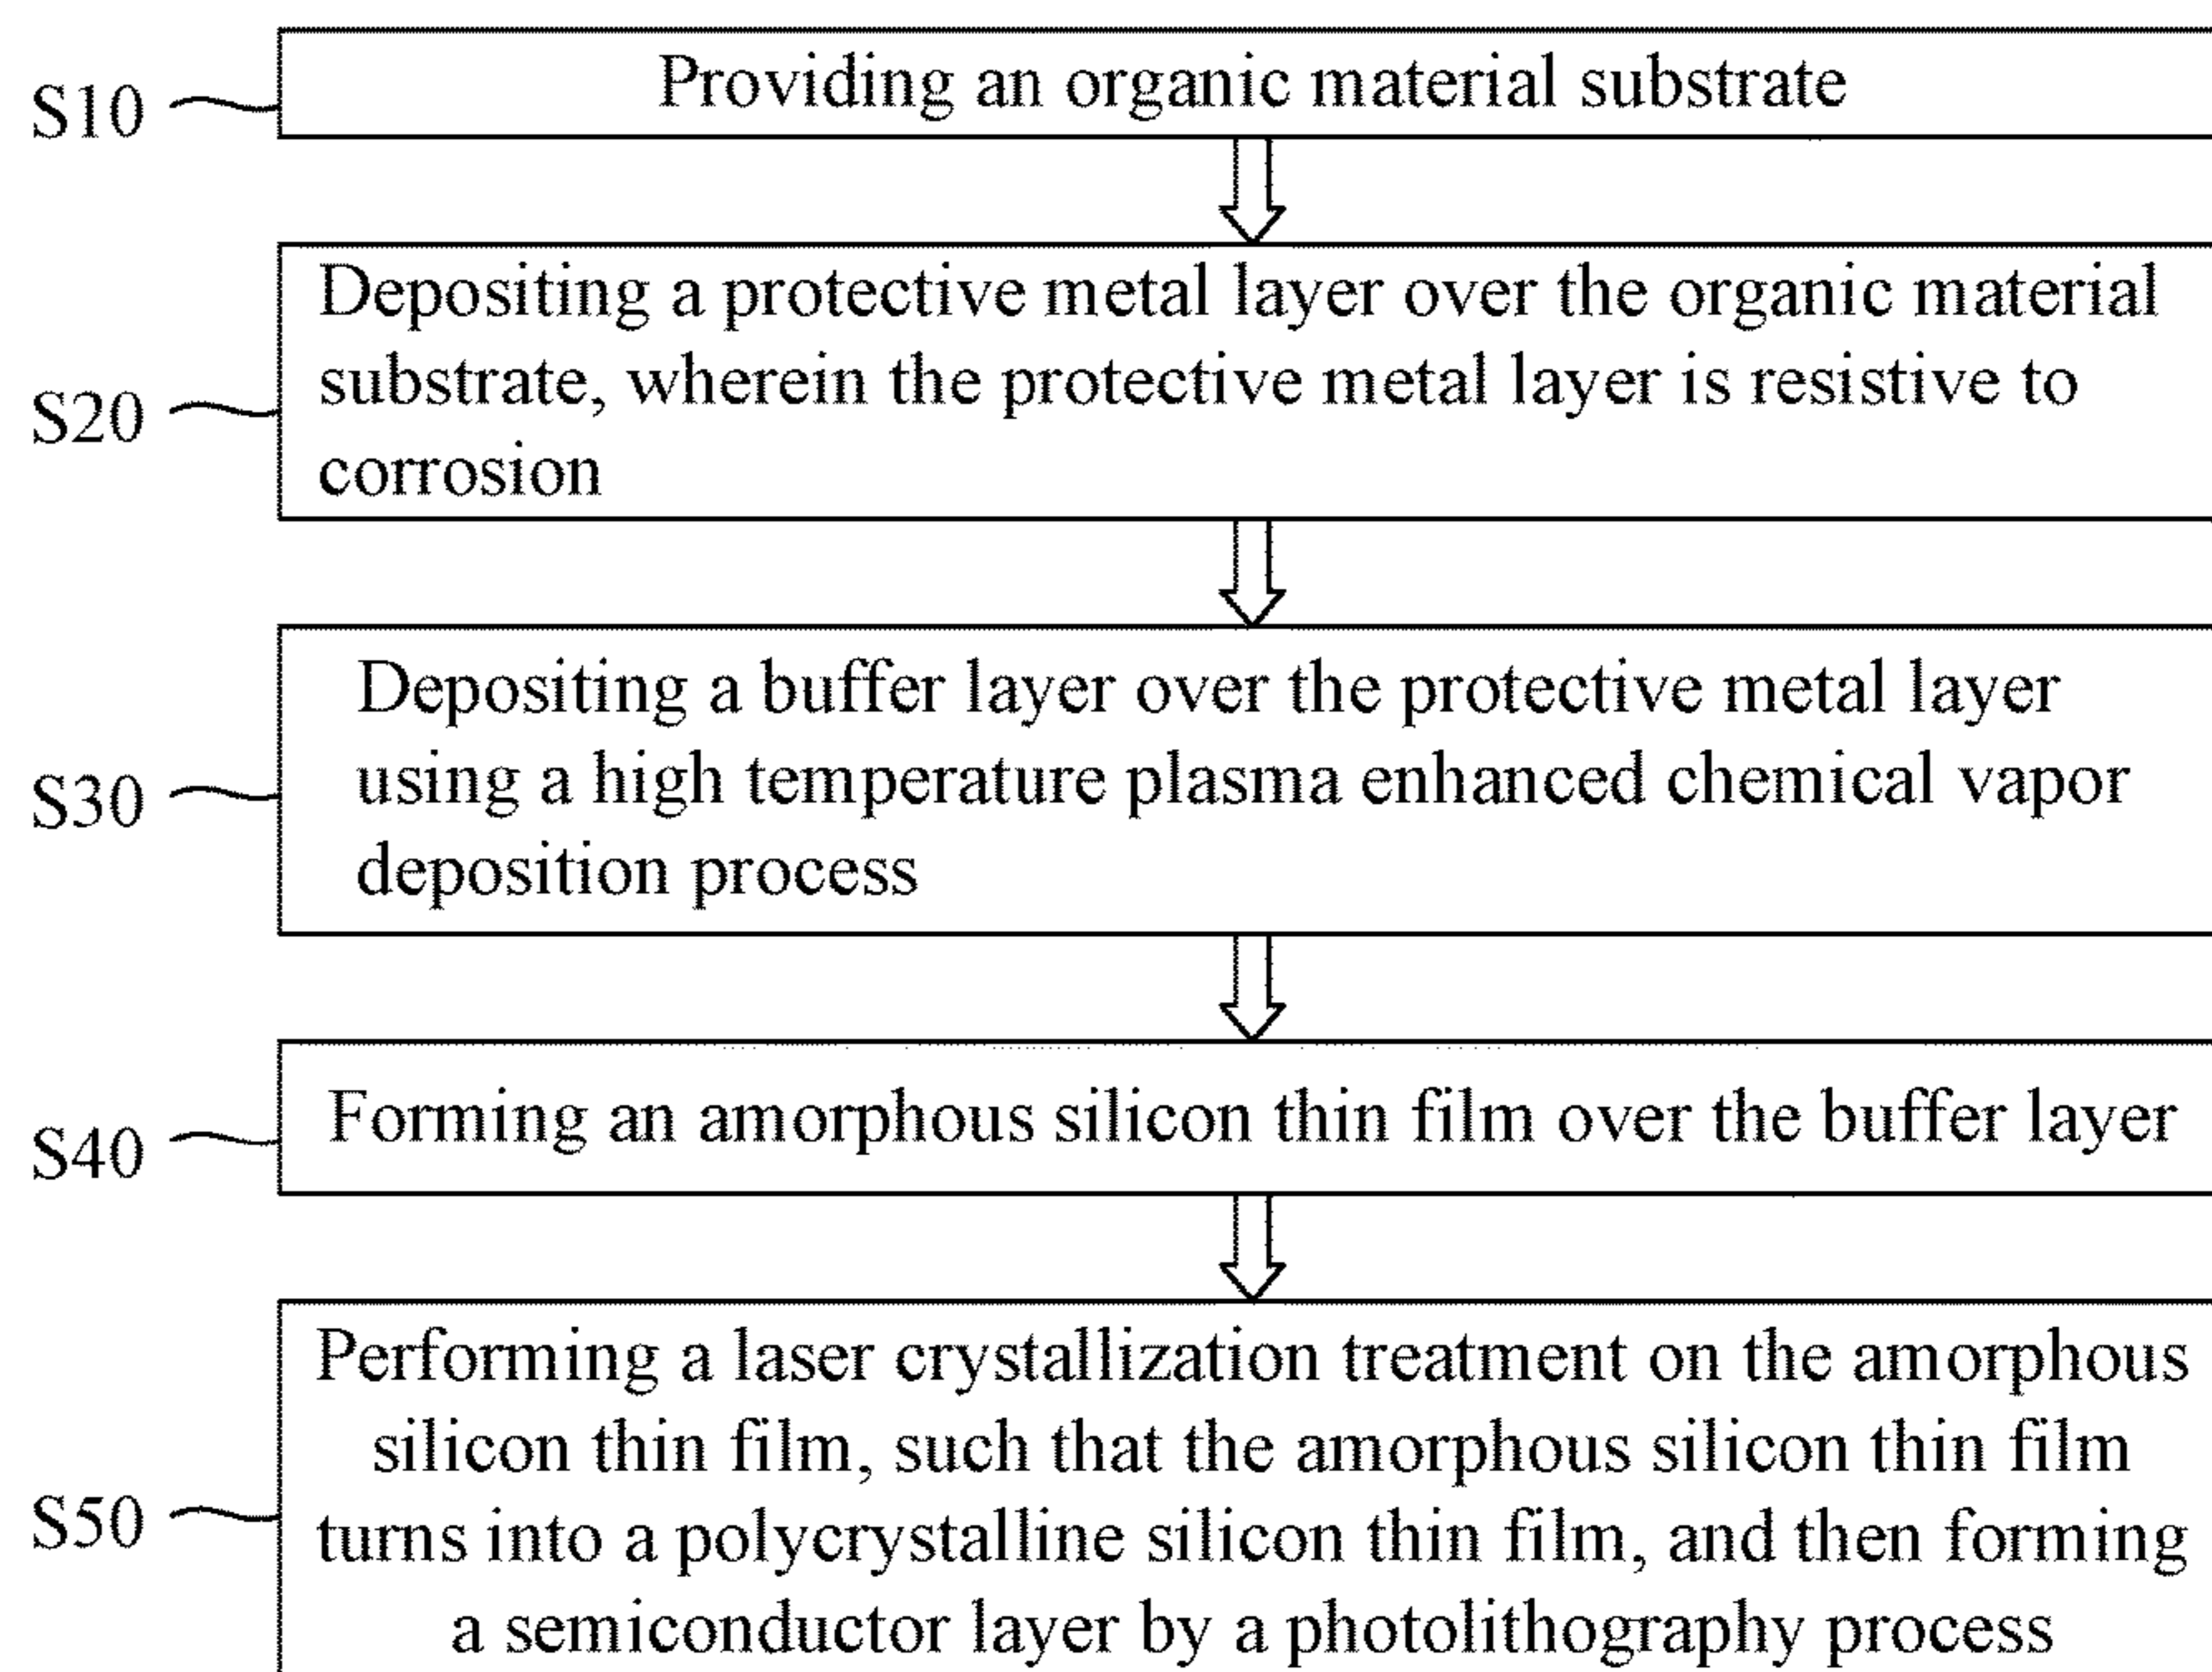 S10
Providing an organic material substrate
S20
Depositing a protective metal layer over the organic material
substrate, wherein the protective metal layer is resistive to
corrosion
S30
Depositing a buffer layer over the protective metal layer
using a high temperature plasma enhanced chemical vapor
deposition process
S40
Forming an amorphous silicon thin film over the buffer layer
S50
Performing a laser crystallization treatment on the amorphous
silicon thin film, such that the amorphous silicon thin film
turns into a polycrystalline silicon thin film, and then forming
a semiconductor layer by a photolithography process